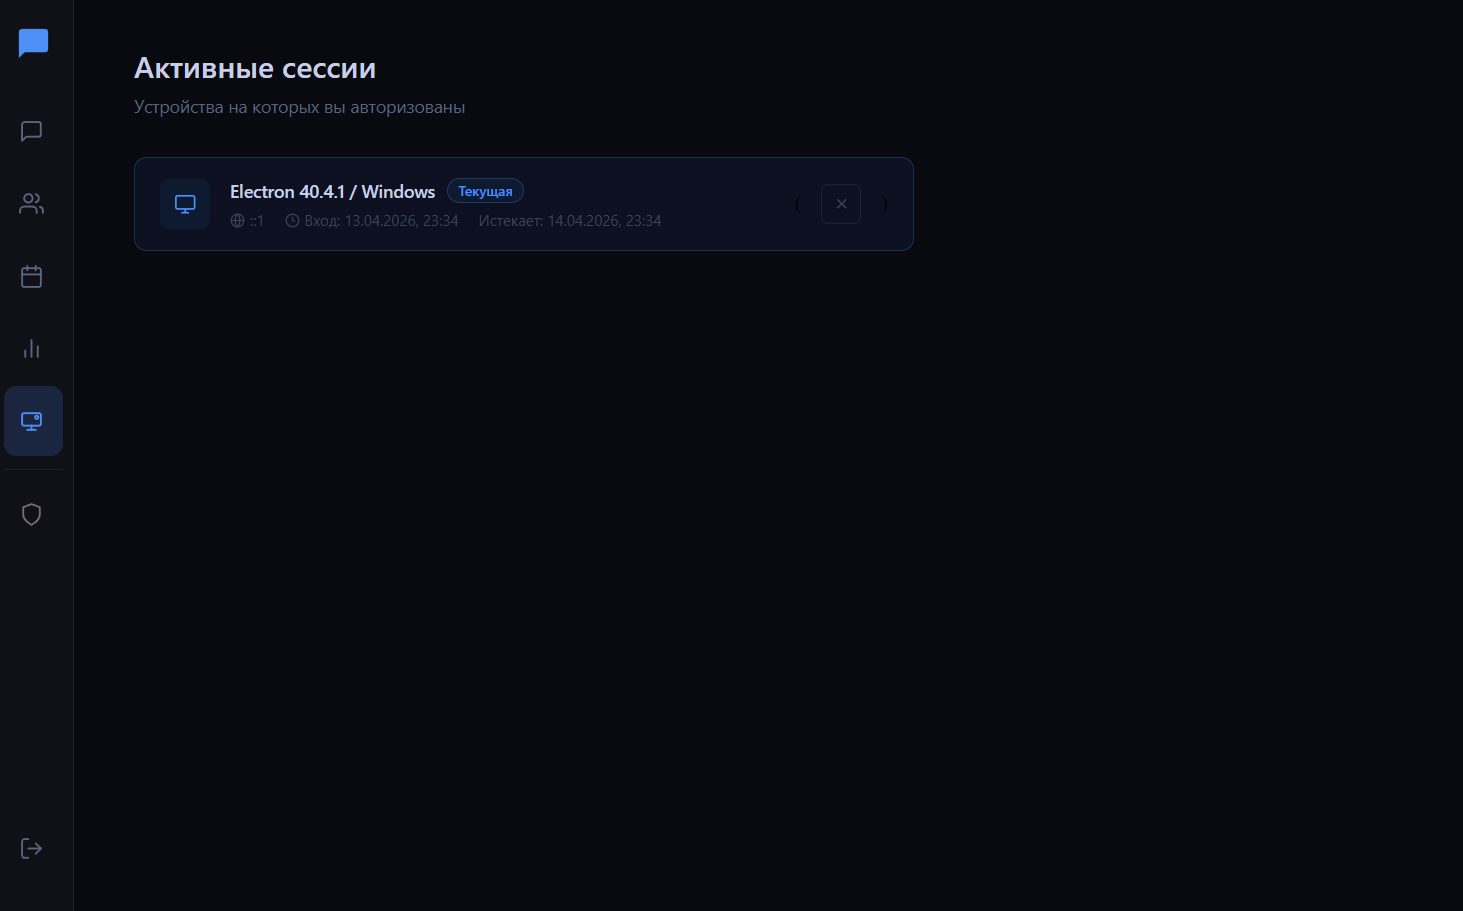 Активные сессии
Устройства на которых вы авторизованы
Electron 40.4.1 / Windows Текущая
::1 Вход: 13.04.2026, 23:34 Истекает: 14.04.2026, 23:34
( )